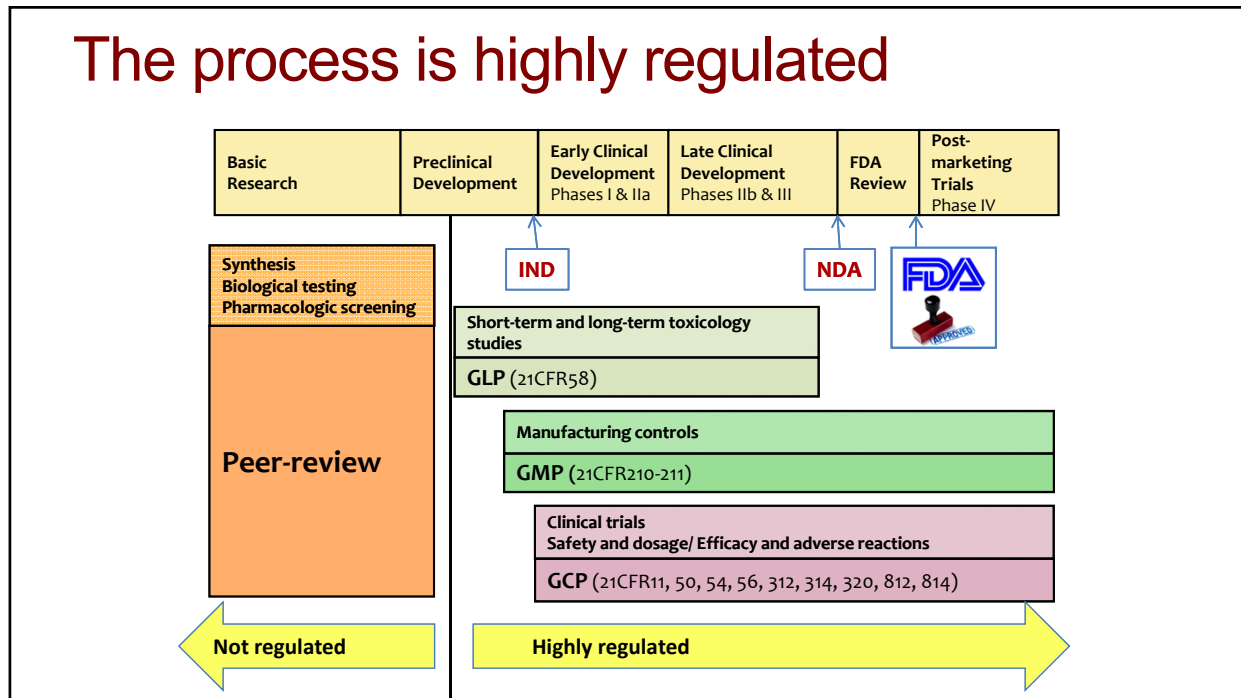 The process is highly regulated
Basic
Research
Preclinical
Development
Early Clinical
Development
Phases I & IIa
Late Clinical
Development
Phases IIb & III
FDA
Review
Post-
marketing
Trials
Phase IV
IND
NDA
FDA
APPROVED
Synthesis
Biological testing
Pharmacologic screening
Peer-review
Short-term and long-term toxicology
studies
GLP (21CFR58)
Manufacturing controls
GMP (21CFR210-211)
Clinical trials
Safety and dosage/ Efficacy and adverse reactions
GCP (21CFR11, 50, 54, 56, 312, 314, 320, 812, 814)
Not regulated
Highly regulated